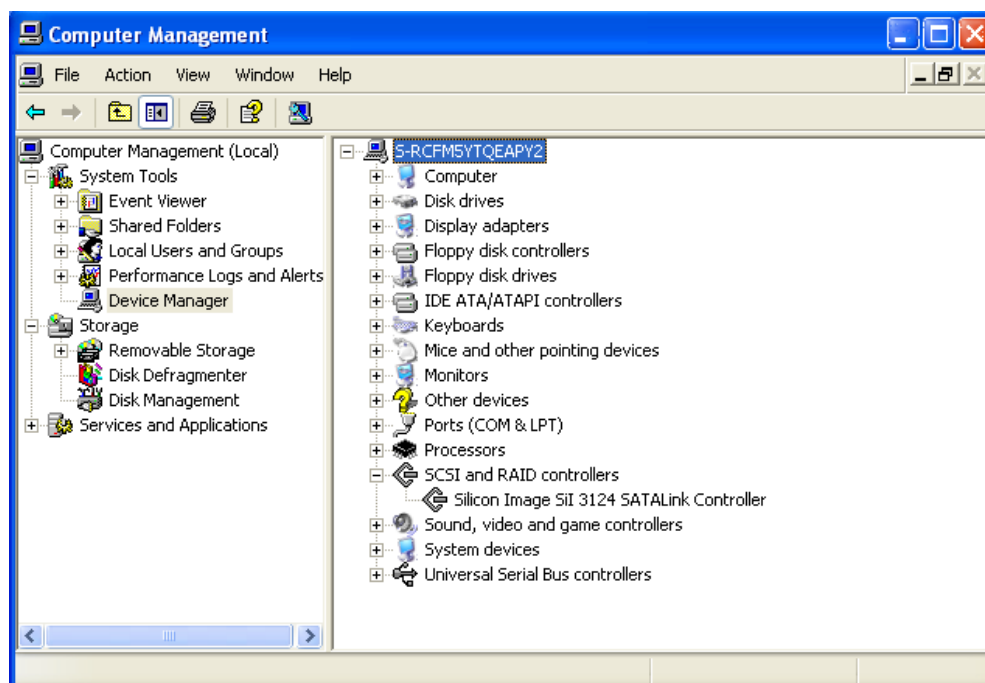 Computer Management
File Action View Window Help
Computer Management (Local)
System Tools
Event Viewer
Shared Folders
Local Users and Groups
Performance Logs and Alerts
Device Manager
Storage
Removable Storage
Disk Defragmenter
Disk Management
Services and Applications
S-RCFM5YTQEAPY2
Computer
Disk drives
Display adapters
Floppy disk controllers
Floppy disk drives
IDE ATA/ATAPI controllers
Keyboards
Mice and other pointing devices
Monitors
Other devices
Ports (COM & LPT)
Processors
SCSI and RAID controllers
Silicon Image SiI 3124 SATALink Controller
Sound, video and game controllers
System devices
Universal Serial Bus controllers